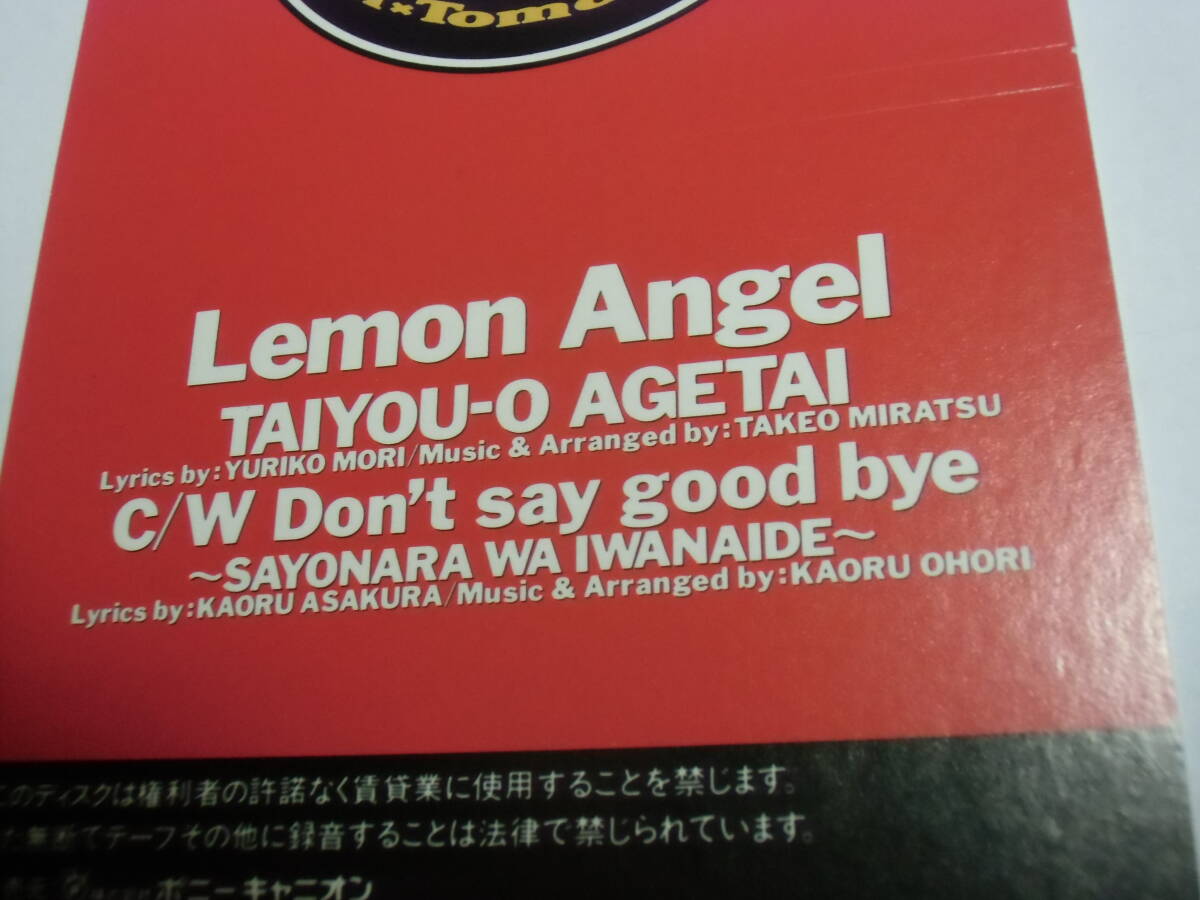 Tom
Lemon Angel
TAIYOU-O AGETAI
Lyrics by:YURIKO MORI/Music & Arranged by:TAKEO MIRATSU
C/W Don't say good bye
～SAYONARA WA IWANAIDE～
Lyrics by:KAORU ASAKURA/Music & Arranged by:KAORU OHORI
このディスクは権利者の許諾なく賃貸業に使用することを禁じます。
た無断でテープその他に録音することは法律で禁じられています。
ポニーキャニオン